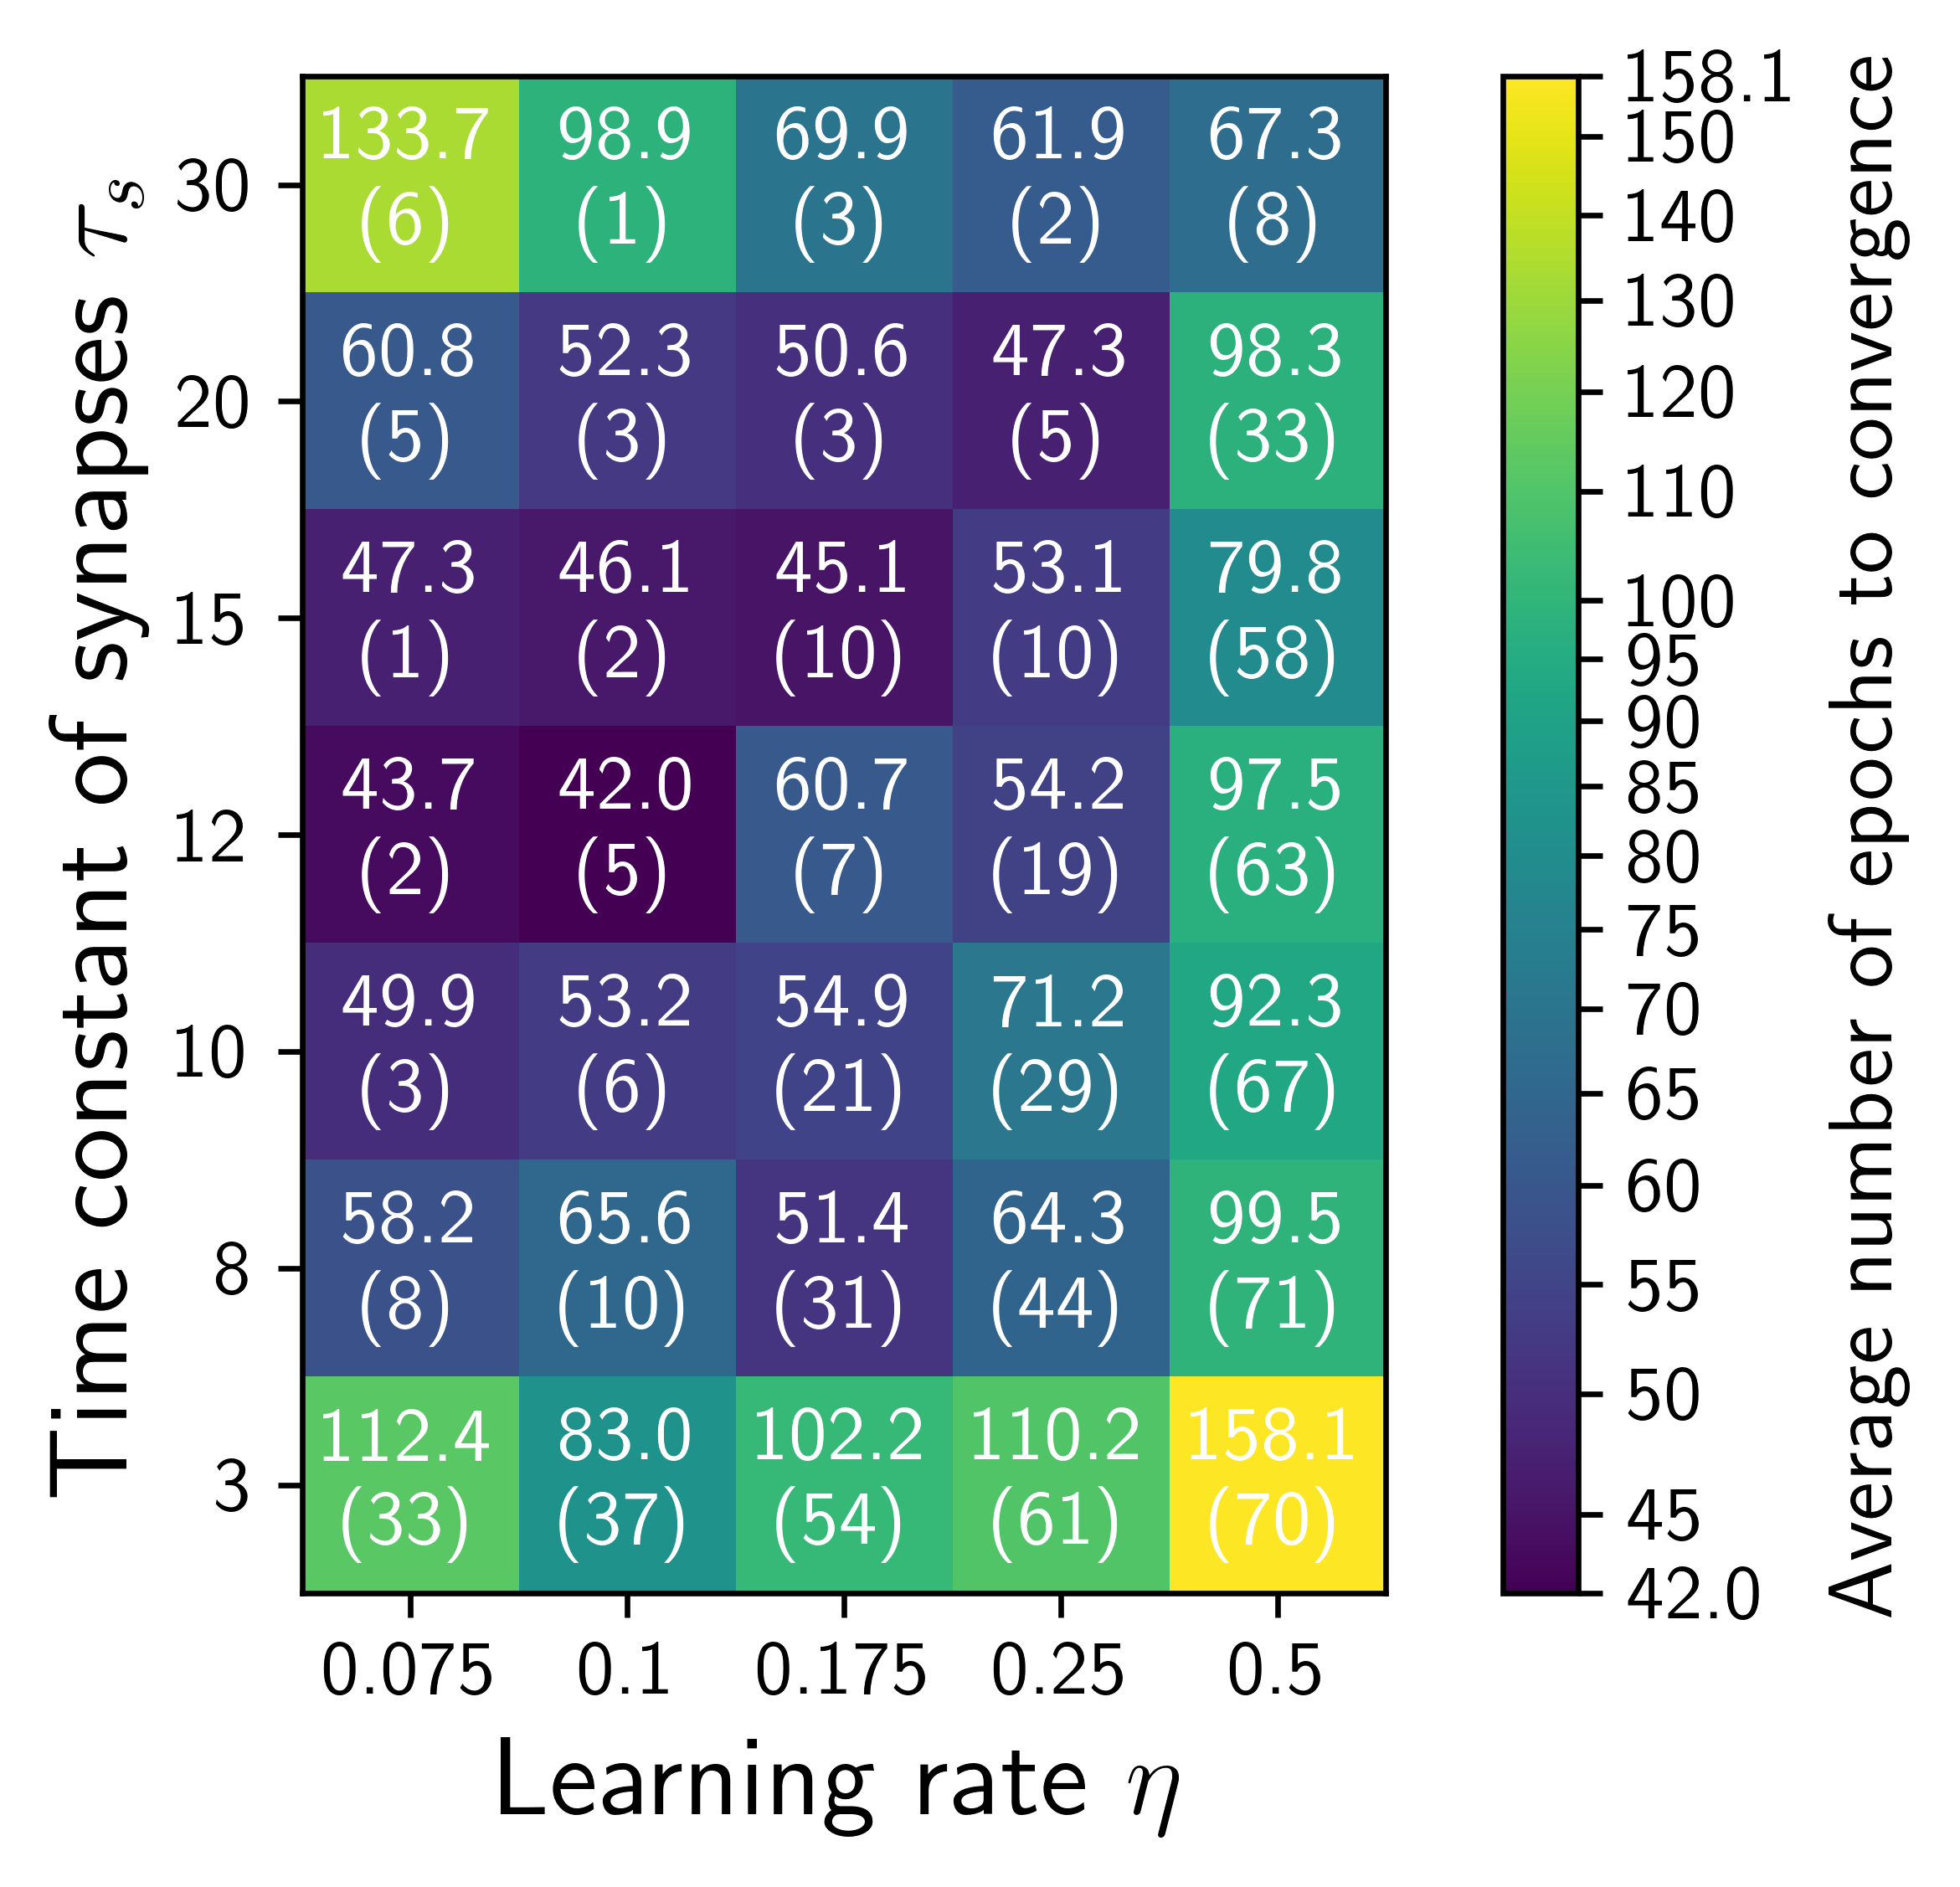 Time constant of synapses τs
30
20
15
12
10
8
3
133.7 98.9 69.9 61.9 67.3
(6) (1) (3) (2) (8)
60.8 52.3 50.6 47.3 98.3
(5) (3) (3) (5) (33)
47.3 46.1 45.1 53.1 79.8
(1) (2) (10) (10) (58)
43.7 42.0 60.7 54.2 97.5
(2) (5) (7) (19) (63)
49.9 53.2 54.9 71.2 92.3
(3) (6) (21) (29) (67)
58.2 65.6 51.4 64.3 99.5
(8) (10) (31) (44) (71)
112.4 83.0 102.2 110.2 158.1
(33) (37) (54) (61) (70)
0.075 0.1 0.175 0.25 0.5
Learning rate η
158.1
150
140
130
120
110
100
95
90
85
80
75
70
65
60
55
50
45
42.0
Average number of epochs to convergence